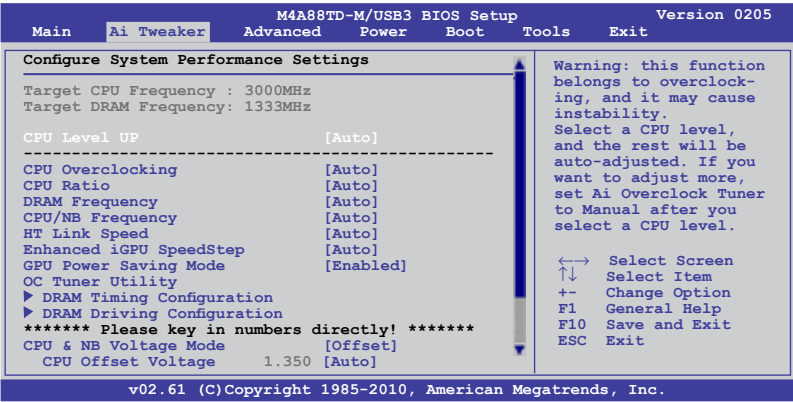 M4A88TD-M/USB3 BIOS Setup Version 0205
Main Ai Tweaker Advanced Power Boot Tools Exit
Configure System Performance Settings
Target CPU Frequency : 3000MHz
Target DRAM Frequency: 1333MHz
CPU Level UP [Auto]
CPU Overclocking [Auto]
CPU Ratio [Auto]
DRAM Frequency [Auto]
CPU/NB Frequency [Auto]
HT Link Speed [Auto]
Enhanced iGPU SpeedStep [Auto]
GPU Power Saving Mode [Enabled]
OC Tuner Utility
DRAM Timing Configuration
DRAM Driving Configuration
******* Please key in numbers directly! *******
CPU & NB Voltage Mode [Offset]
CPU Offset Voltage 1.350 [Auto]
Warning: this function
belongs to overclock-
ing, and it may cause
instability.
Select a CPU level,
and the rest will be
auto-adjusted. If you
want to adjust more,
set Ai Overclock Tuner
to Manual after you
select a CPU level.
←→ Select Screen
↑↓ Select Item
+- Change Option
F1 General Help
F10 Save and Exit
ESC Exit
v02.61 (C)Copyright 1985-2010, American Megatrends, Inc.